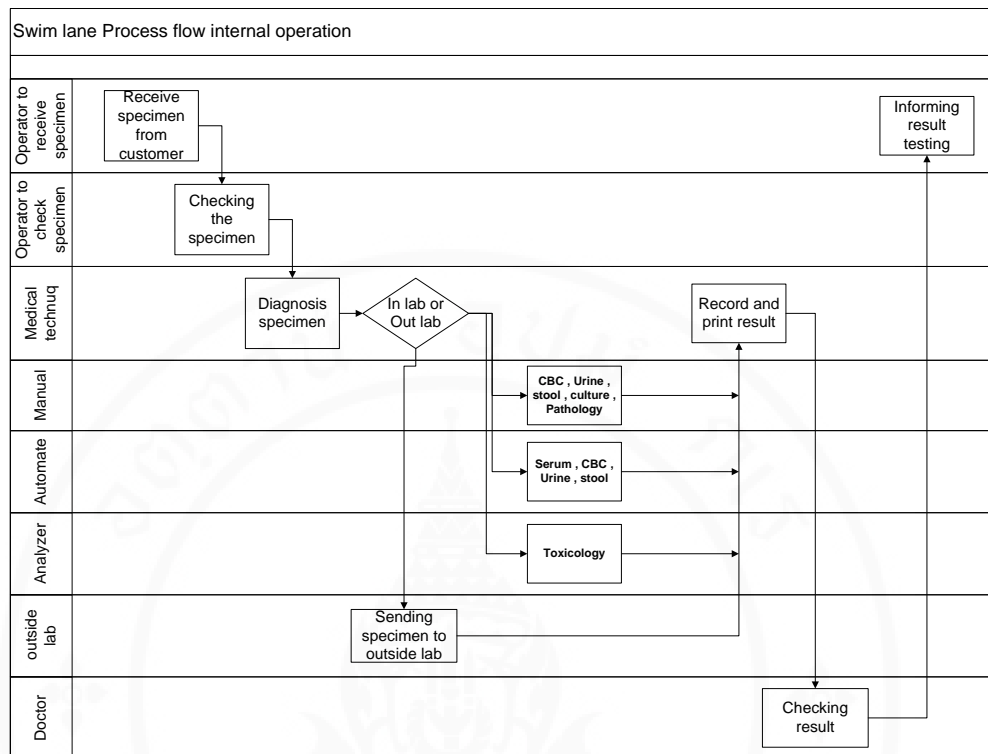 Swim lane Process flow internal operation
Operator to
receive
specimen
Receive
specimen
from
customer
Informing
result
testing
Operator to
check
specimen
Checking
the
specimen
Medical
technuq
Diagnosis
specimen
In lab or
Out lab
Record and
print result
Manual
CBC , Urine ,
stool , culture ,
Pathology
Automate
Serum , CBC ,
Urine , stool
Analyzer
Toxicology
outside
lab
Sending
specimen to
outside lab
Doctor
Checking
result